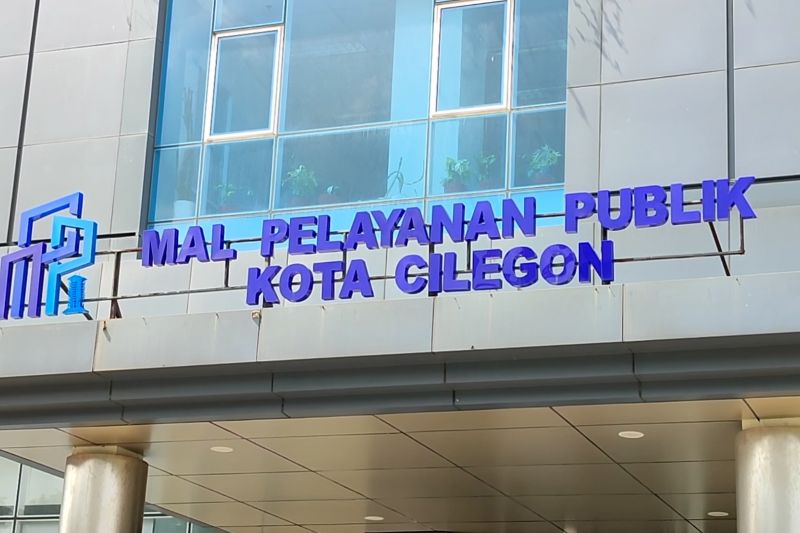 MAL PELAYANAN PUBLIK
KOTA CILEGON